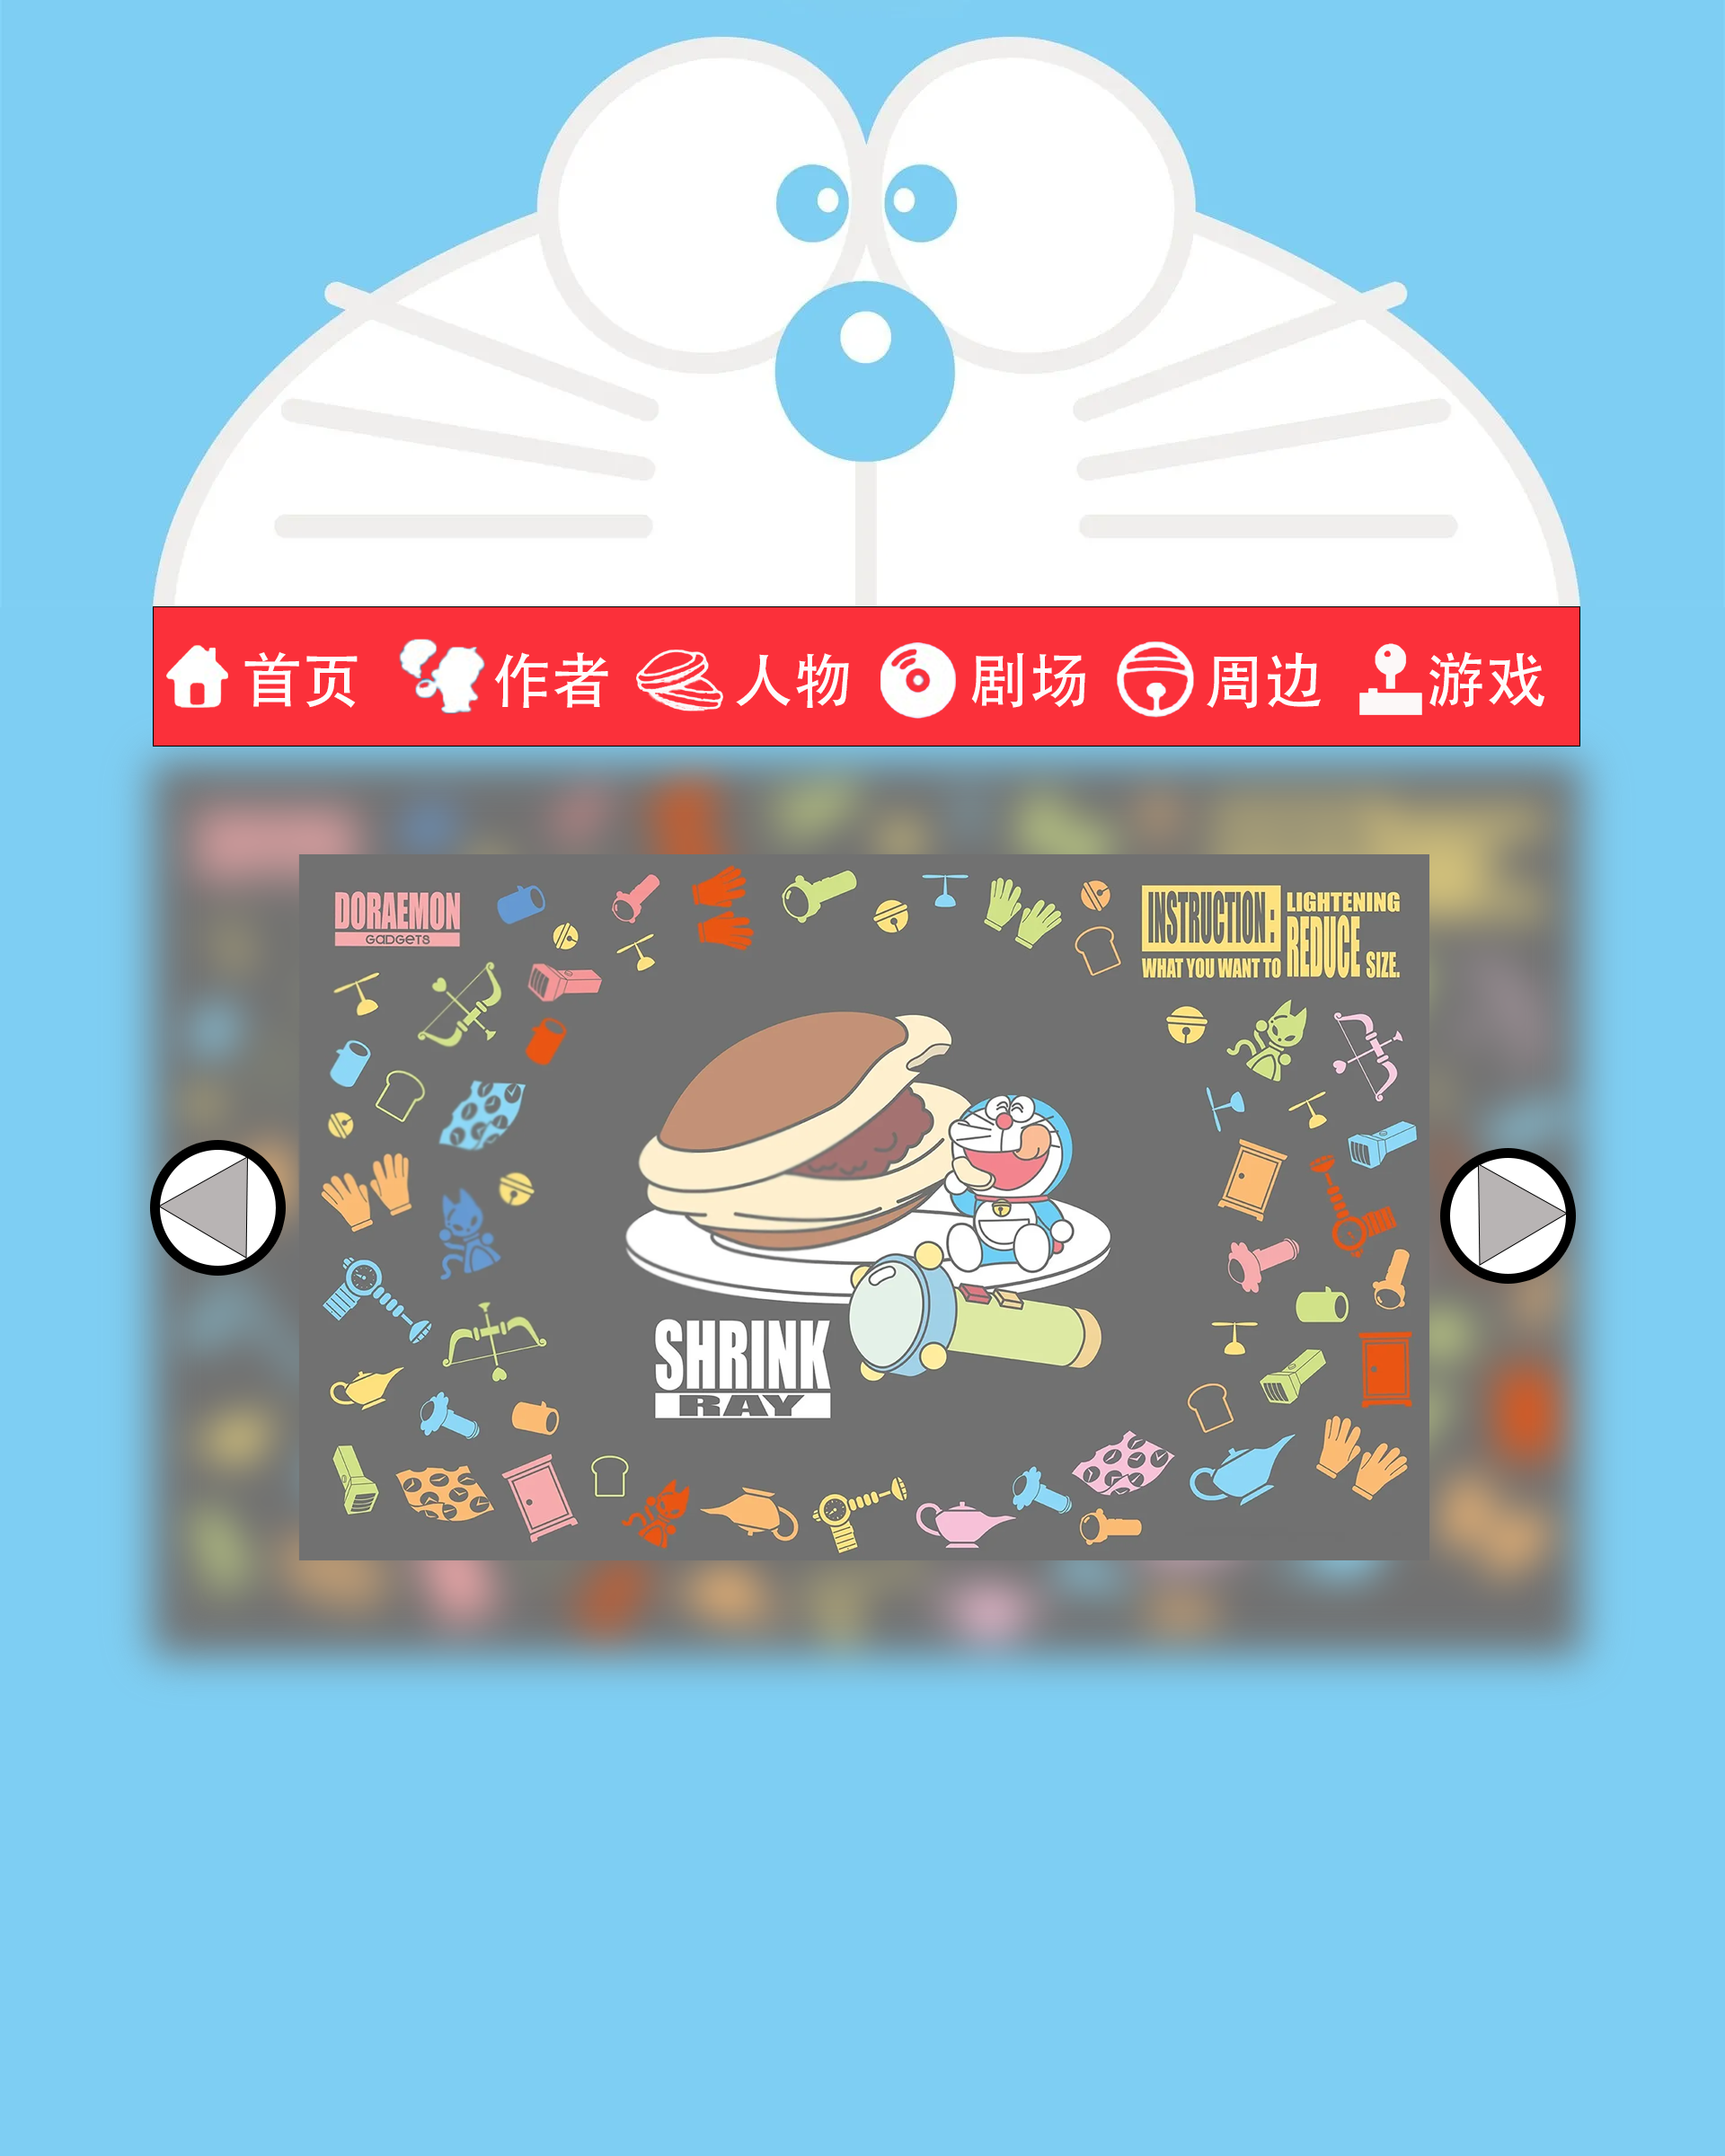 首页 作者 人物 剧场 周边 游戏
DORAEMON
GADGETS
INSTRUCTION: LIGHTENING
WHAT YOU WANT TO REDUCE SIZE.
SHRINK
RAY